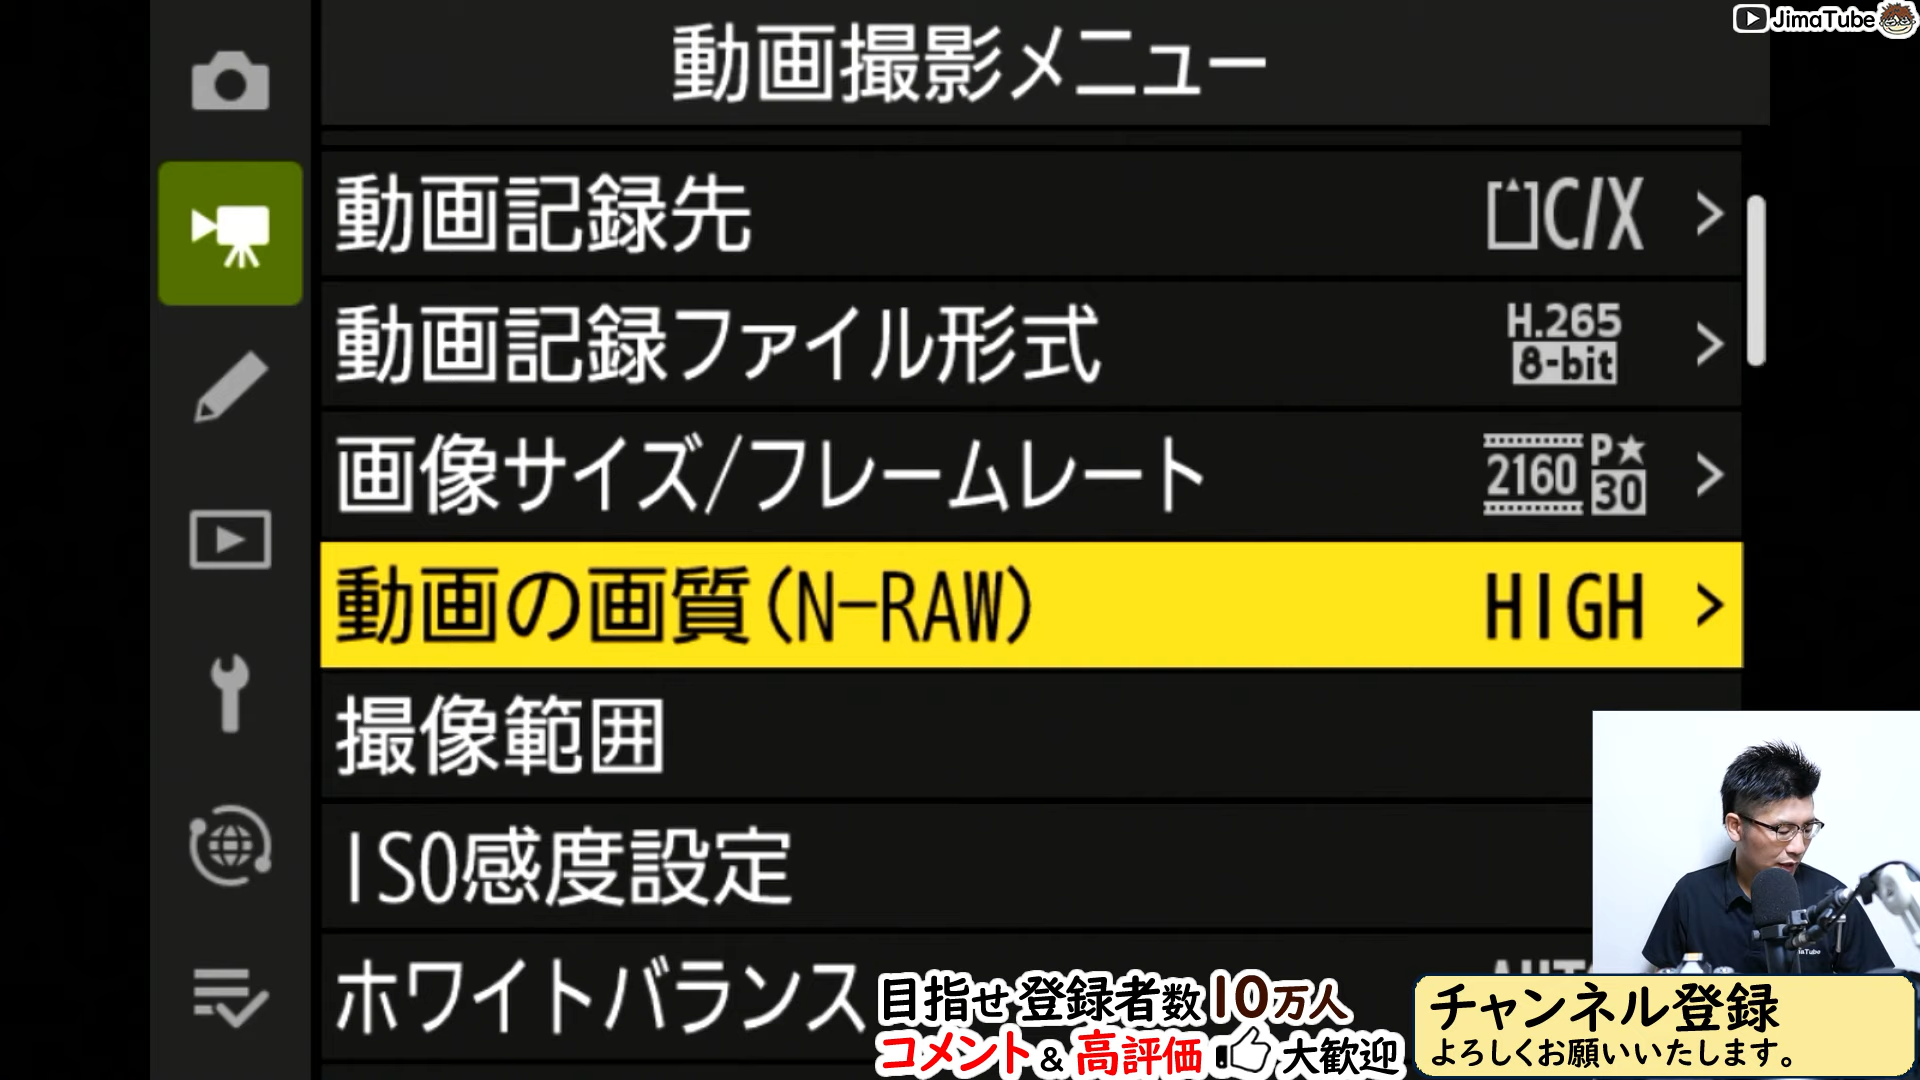 JimaTube
動画撮影メニュー
動画記録先 C/X
動画記録ファイル形式 H.265 8-bit
画像サイズ/フレームレート 2160 P★ 30
動画の画質(N-RAW) HIGH
撮像範囲
ISO感度設定
ホワイトバランス
目指せ 登録者数10万人
コメント&高評価 大歓迎
チャンネル登録
よろしくお願いいたします。